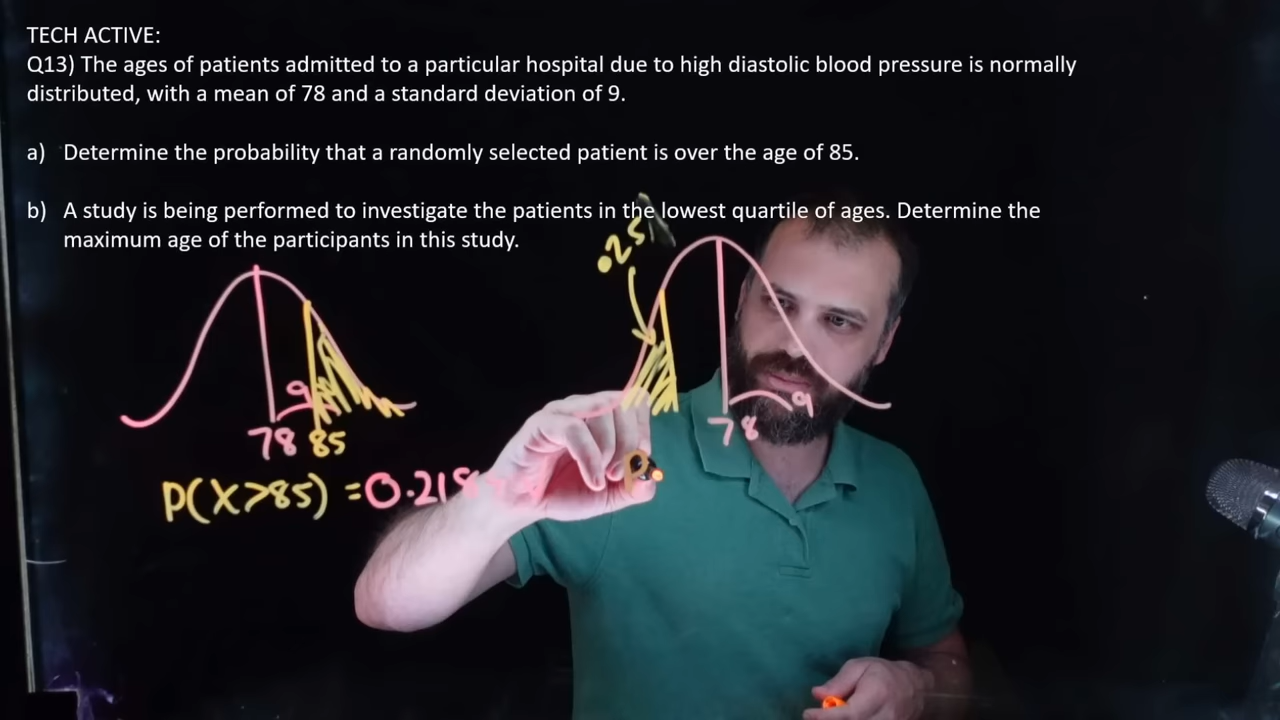 TECH ACTIVE:
Q13) The ages of patients admitted to a particular hospital due to high diastolic blood pressure is normally
distributed, with a mean of 78 and a standard deviation of 9.
a) Determine the probability that a randomly selected patient is over the age of 85.
b) A study is being performed to investigate the patients in the lowest quartile of ages. Determine the
maximum age of the participants in this study.
9
78 85
P(X>85) =0.218
.25
9
78
P